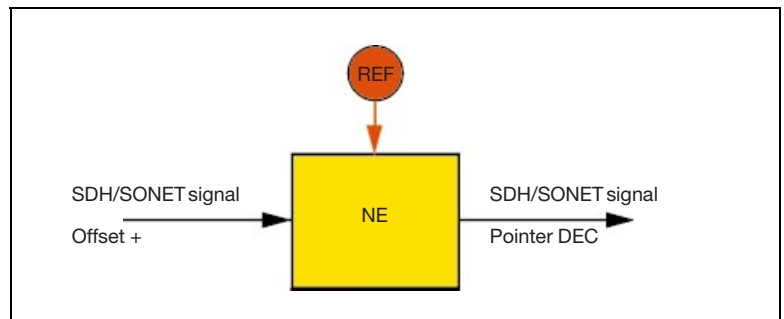 REF
SDH/SONET signal
Offset +
NE
SDH/SONET signal
Pointer DEC